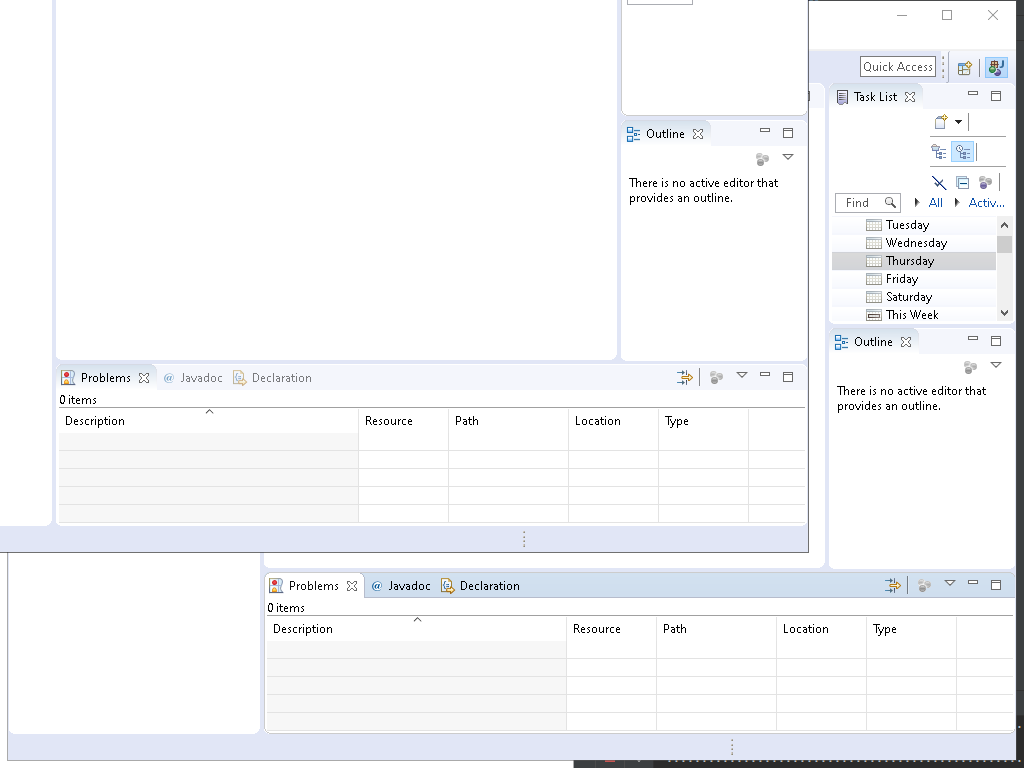 Quick Access
Task List
Find
All
Activ...
Tuesday
Wednesday
Thursday
Friday
Saturday
This Week
Outline
There is no active editor that
provides an outline.
Outline
There is no active editor that
provides an outline.
Problems @ Javadoc Declaration
0 items
Description Resource Path Location Type
Problems @ Javadoc Declaration
0 items
Description Resource Path Location Type